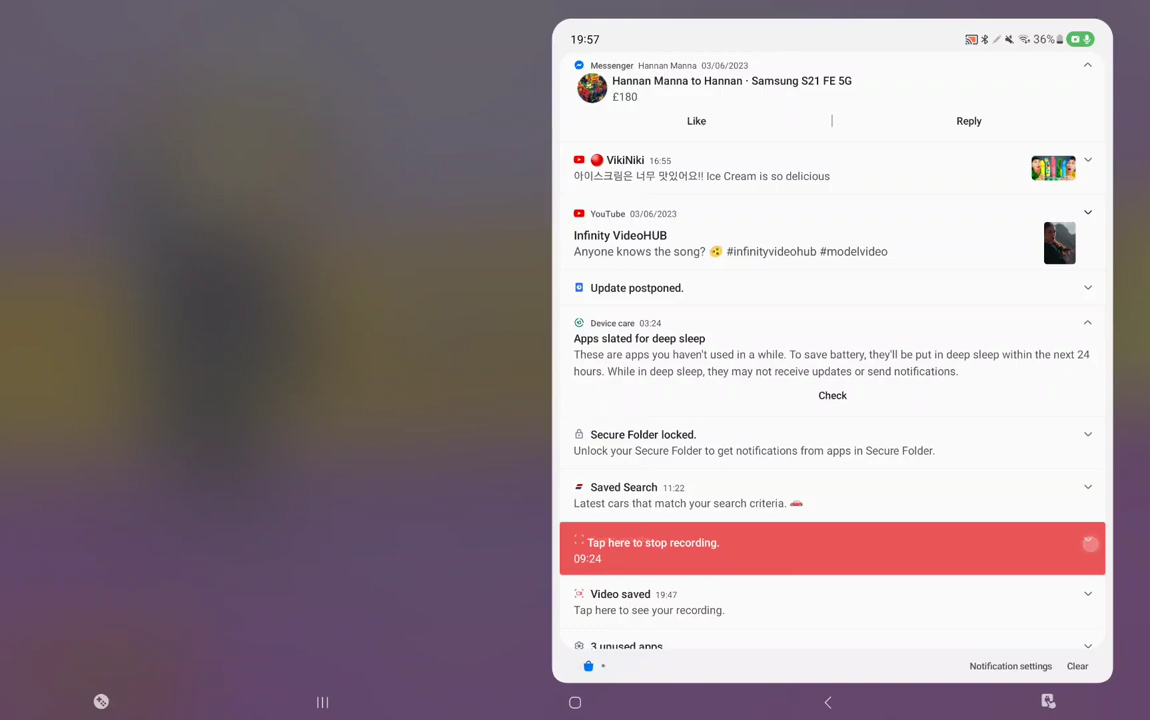 19:57
36%
Messenger Hannan Manna 03/06/2023
Hannan Manna to Hannan · Samsung S21 FE 5G
£180
Like
Reply
VikiNiki 16:55
아이스크림은 너무 맛있어요!! Ice Cream is so delicious
YouTube 03/06/2023
Infinity VideoHUB
Anyone knows the song? 🫨 #infinityvideohub #modelvideo
Update postponed.
Device care 03:24
Apps slated for deep sleep
These are apps you haven't used in a while. To save battery, they'll be put in deep sleep within the next 24
hours. While in deep sleep, they may not receive updates or send notifications.
Check
Secure Folder locked.
Unlock your Secure Folder to get notifications from apps in Secure Folder.
Saved Search 11:22
Latest cars that match your search criteria. 🚗
Tap here to stop recording.
09:24
Video saved 19:47
Tap here to see your recording.
3 unused apps
Notification settings
Clear